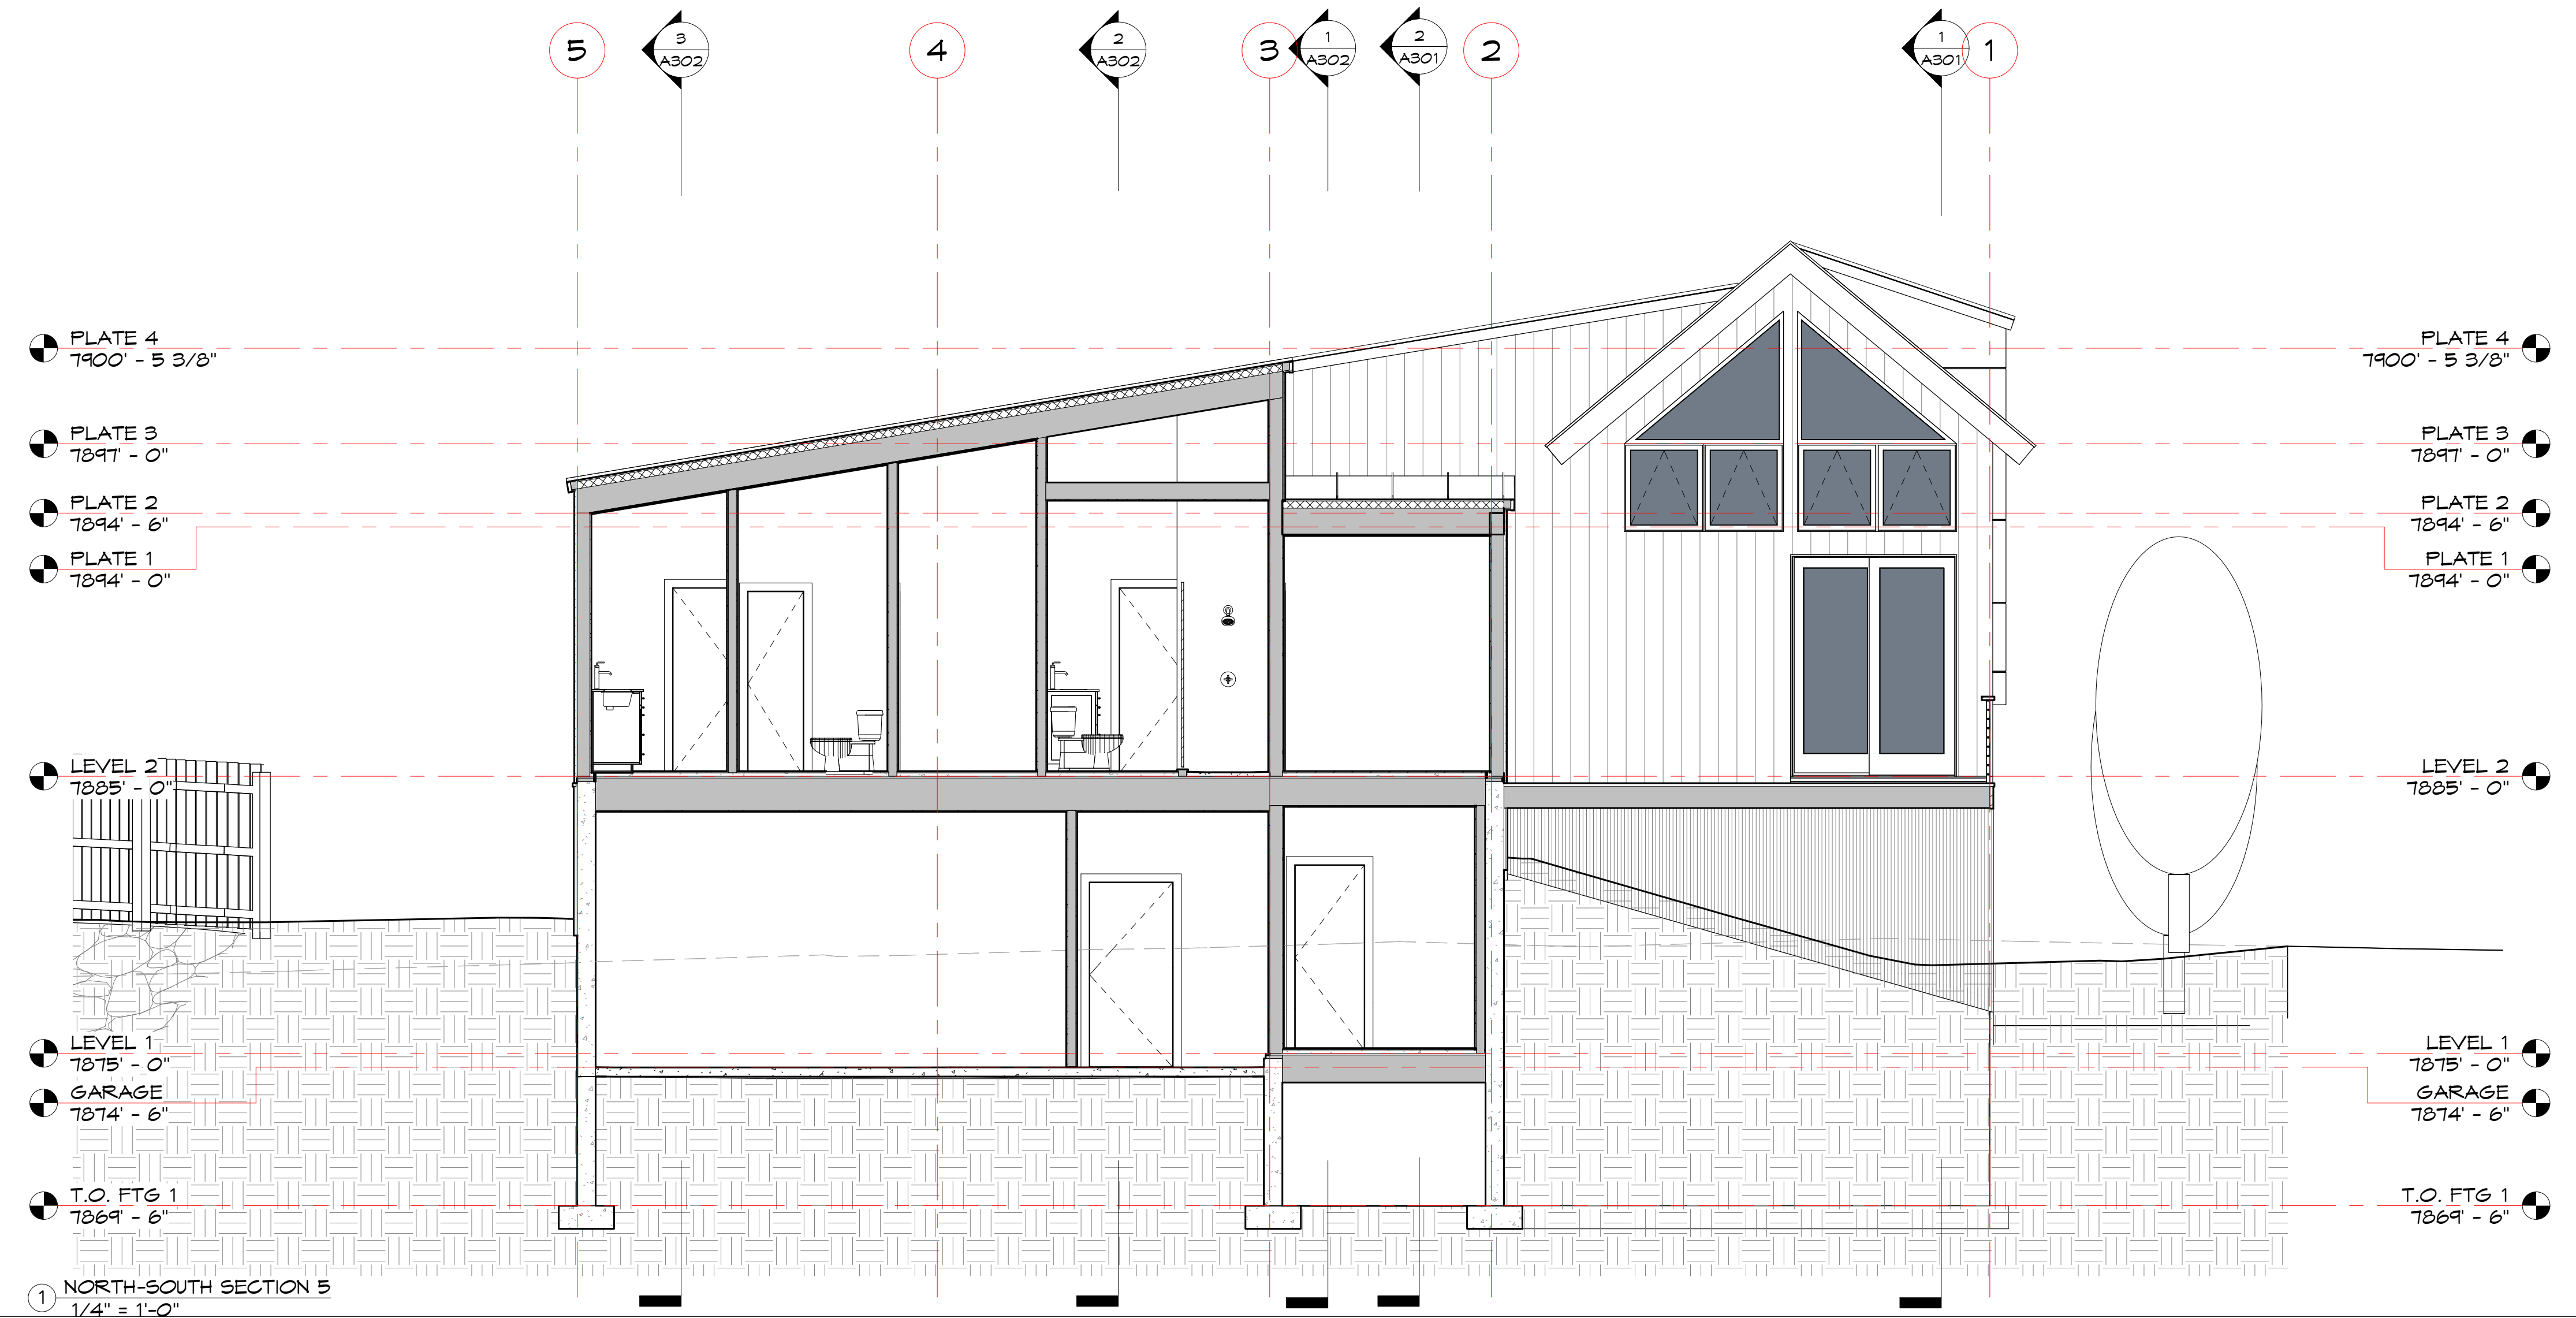 5
3
A302
4
2
A302
3
1
A302
2
A301
2
1
A301
1
PLATE 4
7900' - 5 3/8"
PLATE 4
7900' - 5 3/8"
PLATE 3
7897' - 0"
PLATE 3
7897' - 0"
PLATE 2
7894' - 6"
PLATE 2
7894' - 6"
PLATE 1
7894' - 0"
PLATE 1
7894' - 0"
LEVEL 2
7885' - 0"
LEVEL 2
7885' - 0"
LEVEL 1
7875' - 0"
LEVEL 1
7875' - 0"
GARAGE
7874' - 6"
GARAGE
7874' - 6"
T.O. FTG 1
7869' - 6"
T.O. FTG 1
7869' - 6"
1
NORTH-SOUTH SECTION 5
1/4" = 1'-0"